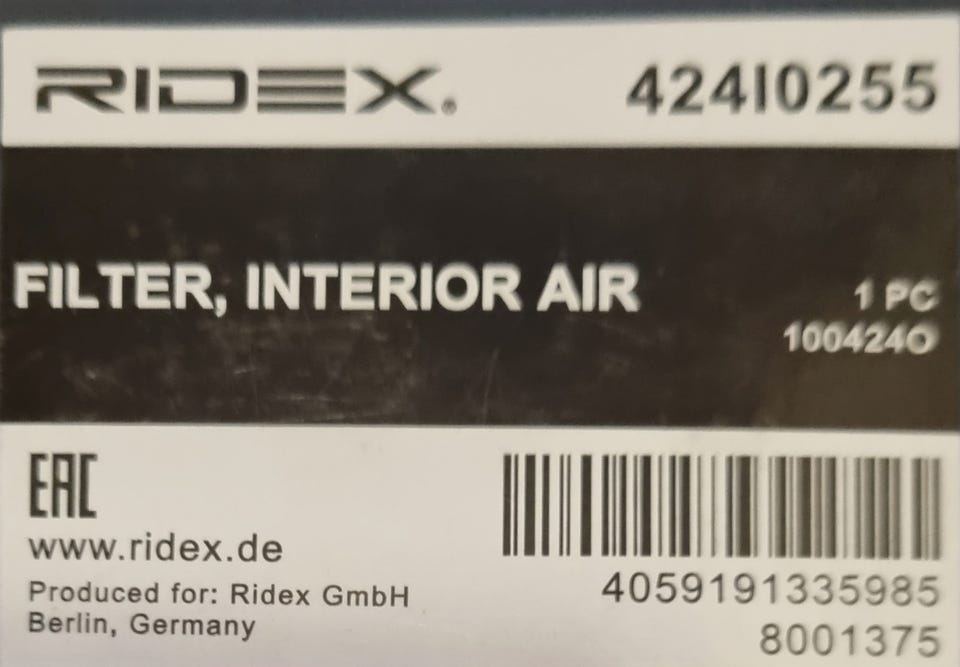 RIDEX® 424I0255
FILTER, INTERIOR AIR
1 PC
1004240
EAC
www.ridex.de
Produced for: Ridex GmbH
Berlin, Germany
4059191335985
8001375